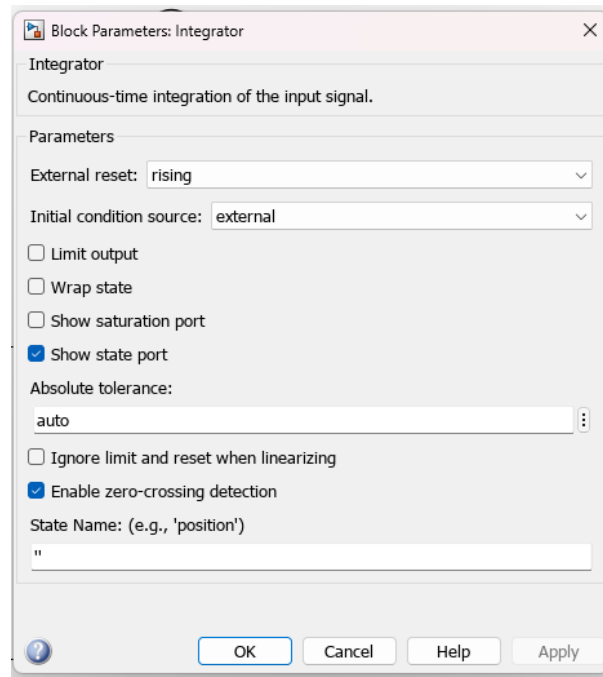 Block Parameters: Integrator
Integrator
Continuous-time integration of the input signal.
Parameters
External reset: rising
Initial condition source: external
Limit output
Wrap state
Show saturation port
Show state port
Absolute tolerance:
auto
Ignore limit and reset when linearizing
Enable zero-crossing detection
State Name: (e.g., 'position')
''
OK Cancel Help Apply